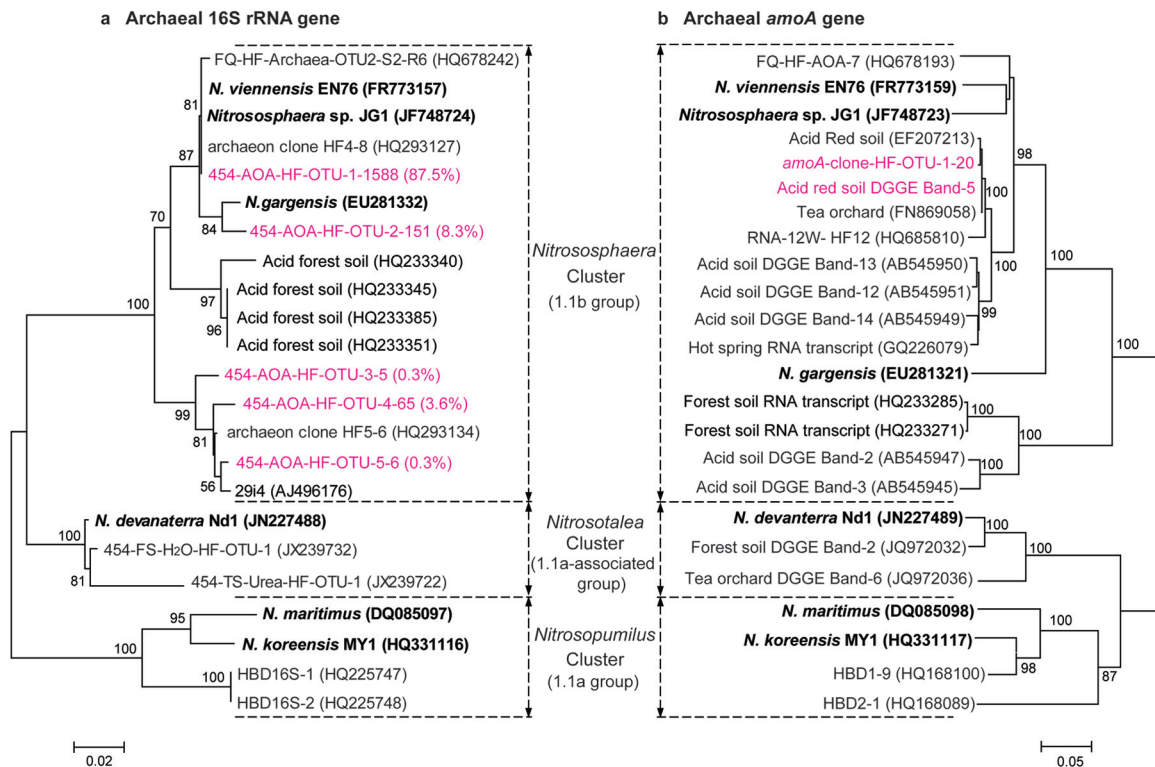 a Archaeal 16S rRNA gene
FQ-HF-Archaea-OTU2-S2-R6 (HQ678242)
N. viennensis EN76 (FR773157)
Nitrososphaera sp. JG1 (JF748724)
archaeon clone HF4-8 (HQ293127)
454-AOA-HF-OTU-1-1588 (87.5%)
N.gargensis (EU281332)
454-AOA-HF-OTU-2-151 (8.3%)
Acid forest soil (HQ233340)
Acid forest soil (HQ233345)
Acid forest soil (HQ233385)
Acid forest soil (HQ233351)
454-AOA-HF-OTU-3-5 (0.3%)
454-AOA-HF-OTU-4-65 (3.6%)
archaeon clone HF5-6 (HQ293134)
454-AOA-HF-OTU-5-6 (0.3%)
29i4 (AJ496176)
N. devanaterra Nd1 (JN227488)
454-FS-H2O-HF-OTU-1 (JX239732)
454-TS-Urea-HF-OTU-1 (JX239722)
N. maritimus (DQ085097)
N. koreensis MY1 (HQ331116)
HBD16S-1 (HQ225747)
HBD16S-2 (HQ225748)
81
87
84
70
97
96
100
99
81
56
100
81
95
100
100
0.02
Nitrososphaera
Cluster
(1.1b group)
Nitrosotalea
Cluster
(1.1a-associated
group)
Nitrosopumilus
Cluster
(1.1a group)
b Archaeal amoA gene
FQ-HF-AOA-7 (HQ678193)
N. viennensis EN76 (FR773159)
Nitrososphaera sp. JG1 (JF748723)
Acid Red soil (EF207213)
amoA-clone-HF-OTU-1-20
Acid red soil DGGE Band-5
Tea orchard (FN869058)
RNA-12W- HF12 (HQ685810)
Acid soil DGGE Band-13 (AB545950)
Acid soil DGGE Band-12 (AB545951)
Acid soil DGGE Band-14 (AB545949)
Hot spring RNA transcript (GQ226079)
N. gargensis (EU281321)
Forest soil RNA transcript (HQ233285)
Forest soil RNA transcript (HQ233271)
Acid soil DGGE Band-2 (AB545947)
Acid soil DGGE Band-3 (AB545945)
N. devanterra Nd1 (JN227489)
Forest soil DGGE Band-2 (JQ972032)
Tea orchard DGGE Band-6 (JQ972036)
N. maritimus (DQ085098)
N. koreensis MY1 (HQ331117)
HBD1-9 (HQ168100)
HBD2-1 (HQ168089)
98
100
100
100
99
100
100
100
100
100
100
100
98
87
0.05